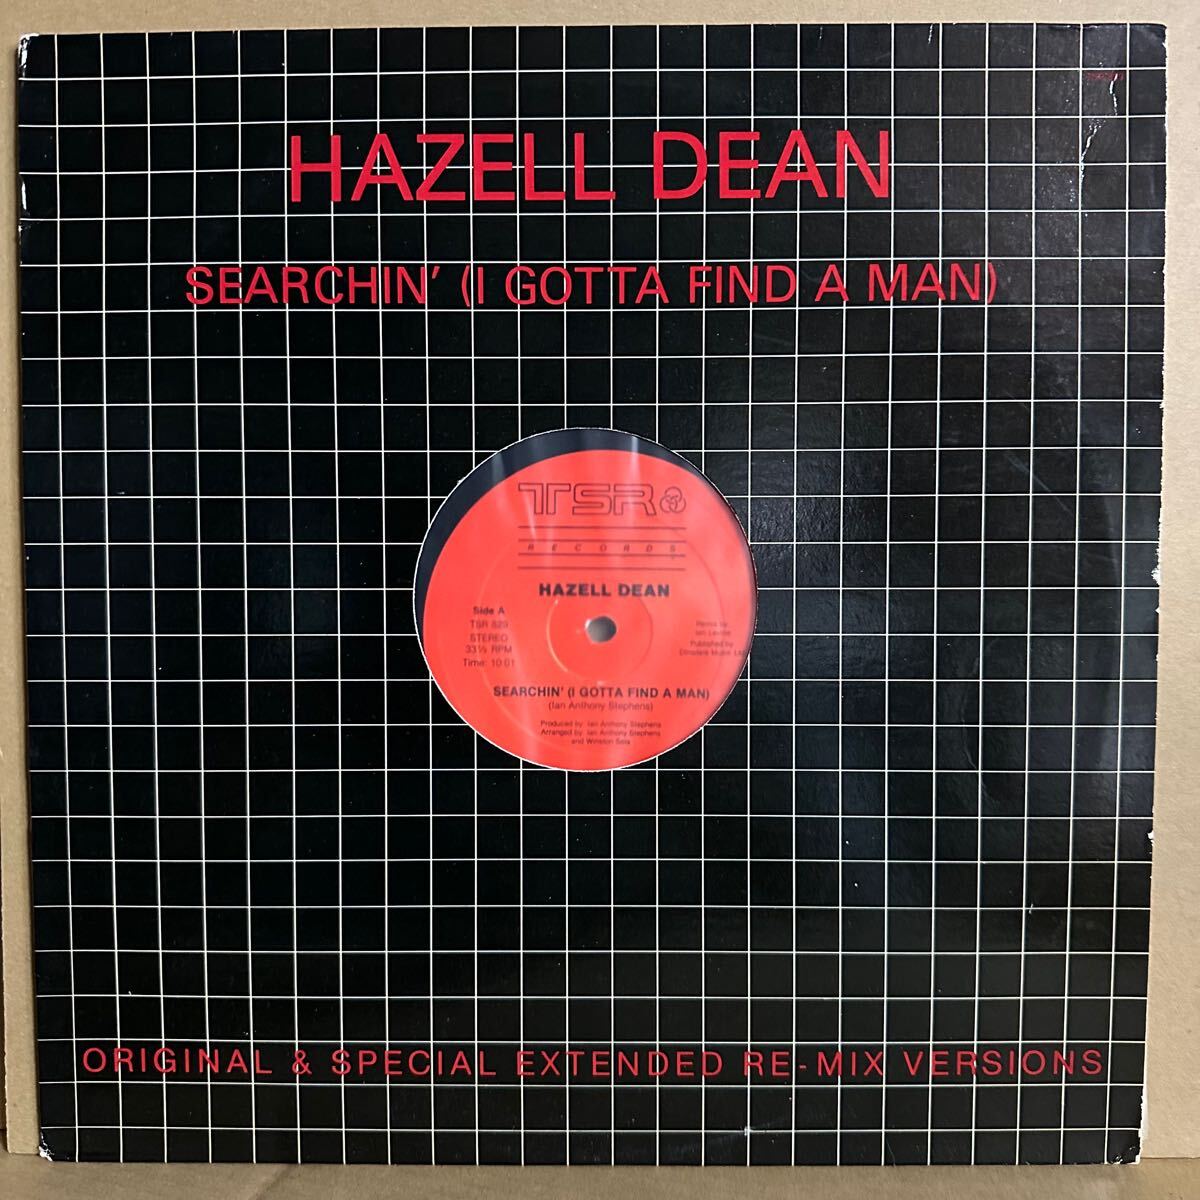 HAZELL DEAN
SEARCHIN' (I GOTTA FIND A MAN)
TSR
RECORDS
HAZELL DEAN
Side A
TSR 829
STEREO
33⅓ RPM
Time: 10:01
Remix by
Ian Levine
Published by
SEARCHIN' (I GOTTA FIND A MAN)
(Ian Anthony Stephens)
Produced by: Ian Anthony Stephens
Arranged by: Ian Anthony Stephens
and Winston Sela
ORIGINAL & SPECIAL EXTENDED RE-MIX VERSIONS